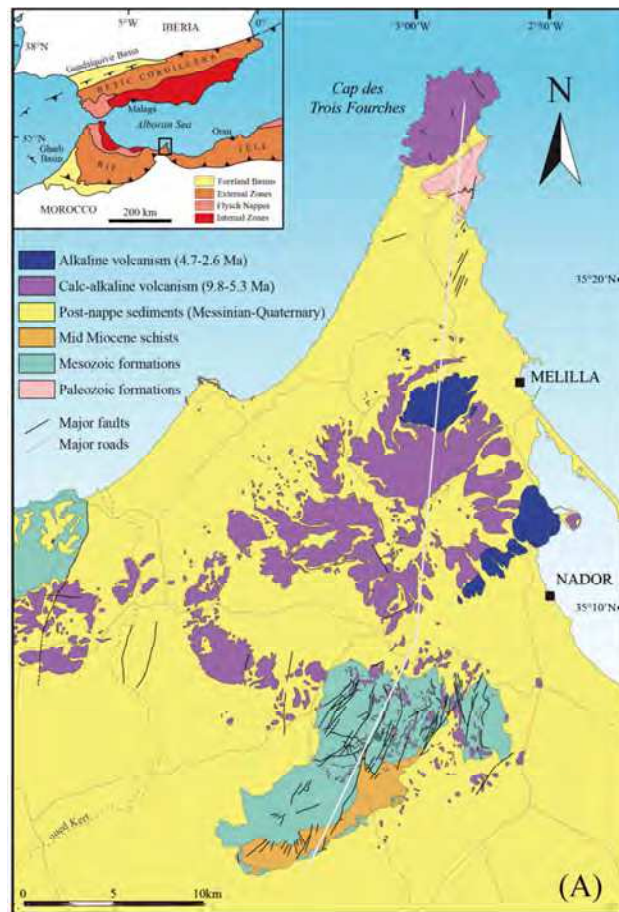 5°W
0°
IBERIA
38°N
Guadalquivir Basin
BETIC CORDILLERA
Malaga
Alboran Sea
Oran
Gharb
Basin
RIF
TELL
MOROCCO
200 km
Foreland Basins
External Zones
Flysch Nappes
Internal Zones
3°00'W
2°50'W
Cap des
Trois Fourches
N
Alkaline volcanism (4.7-2.6 Ma)
Calc-alkaline volcanism (9.8-5.3 Ma)
Post-nappe sediments (Messinian-Quaternary)
Mid Miocene schists
Mesozoic formations
Paleozoic formations
Major faults
Major roads
35°20'N
MELILLA
NADOR
35°10'N
oued Kert
0
5
10km
(A)